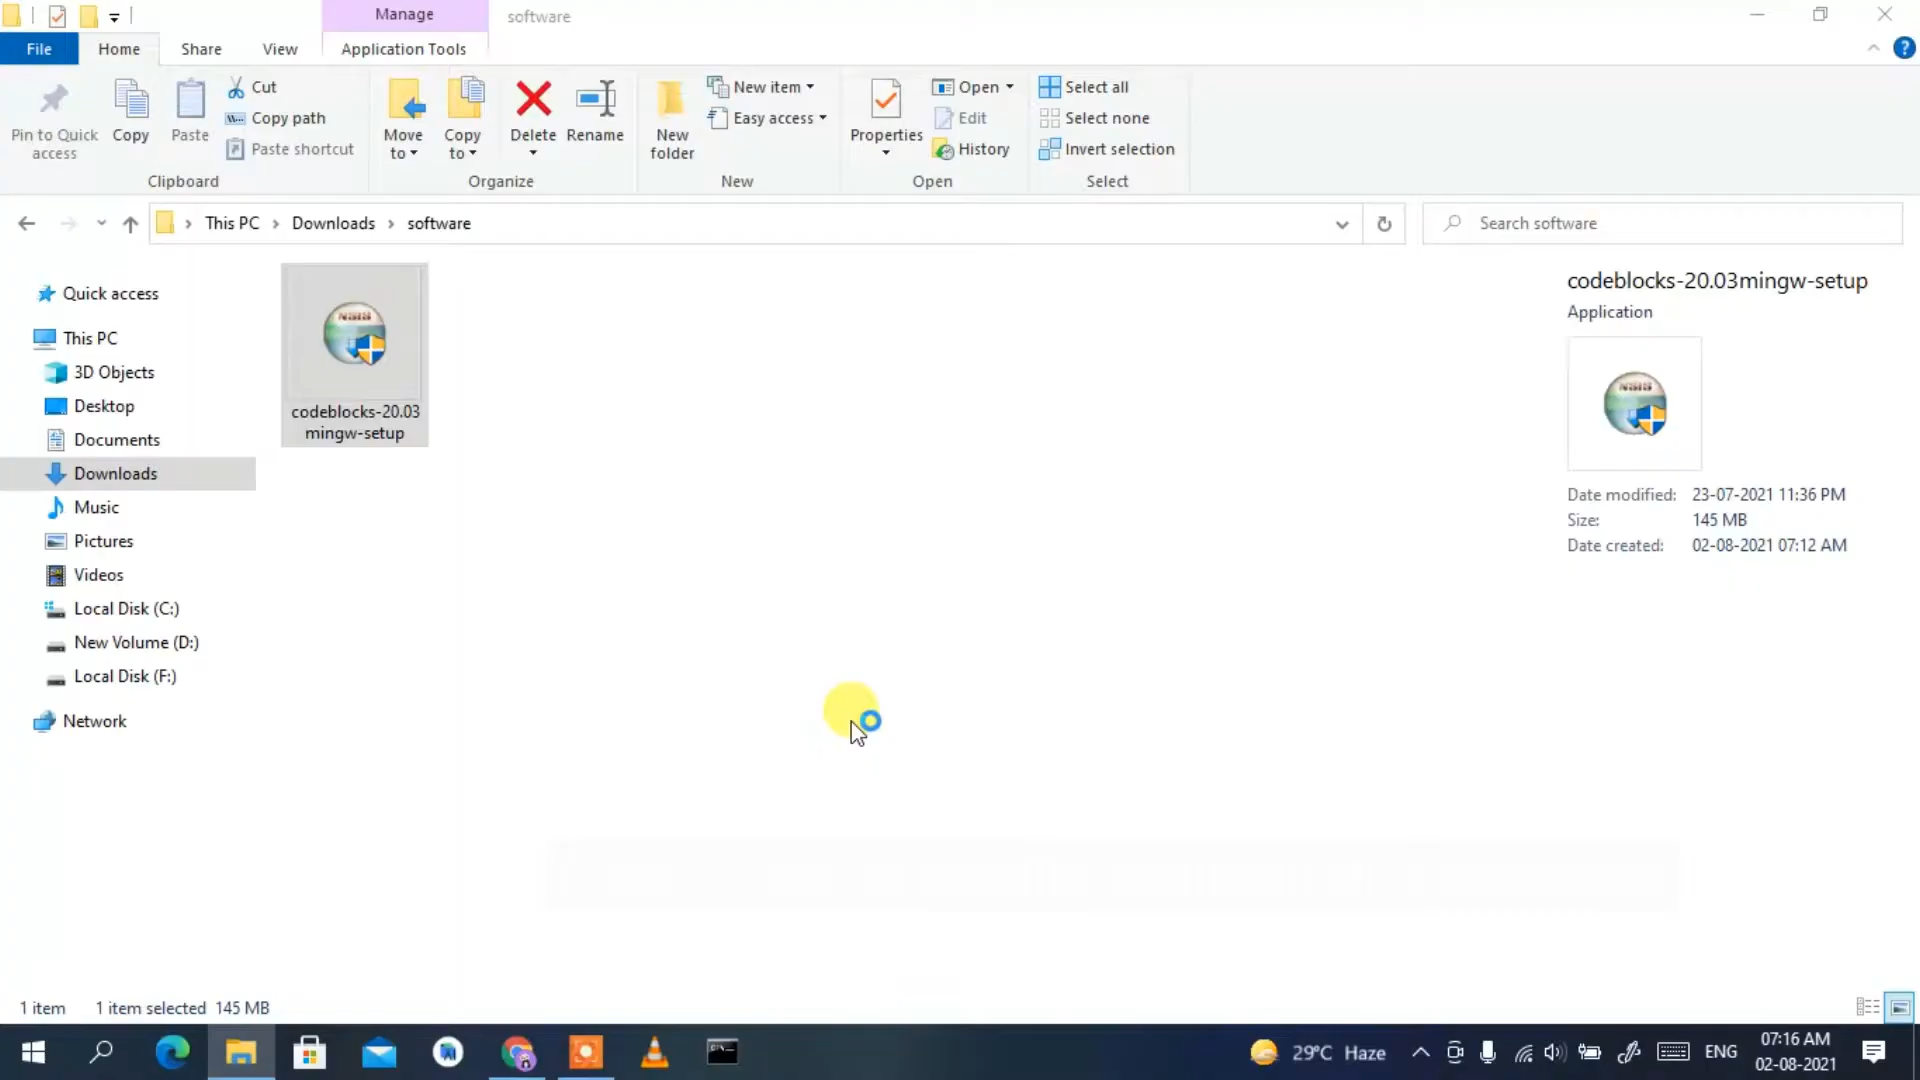 Manage
software
File
Home
Share
View
Application Tools
Pin to Quick
access
Copy
Paste
Cut
Copy path
Paste shortcut
Clipboard
Move
to
Copy
to
Delete
Rename
Organize
New
folder
New item
Easy access
New
Properties
Open
Edit
History
Open
Select all
Select none
Invert selection
Select
This PC
Downloads
software
Search software
Quick access
This PC
3D Objects
Desktop
Documents
Downloads
Music
Pictures
Videos
Local Disk (C:)
New Volume (D:)
Local Disk (F:)
Network
codeblocks-20.03
mingw-setup
codeblocks-20.03mingw-setup
Application
Date modified: 23-07-2021 11:36 PM
Size: 145 MB
Date created: 02-08-2021 07:12 AM
1 item
1 item selected 145 MB
29°C Haze
ENG
07:16 AM
02-08-2021